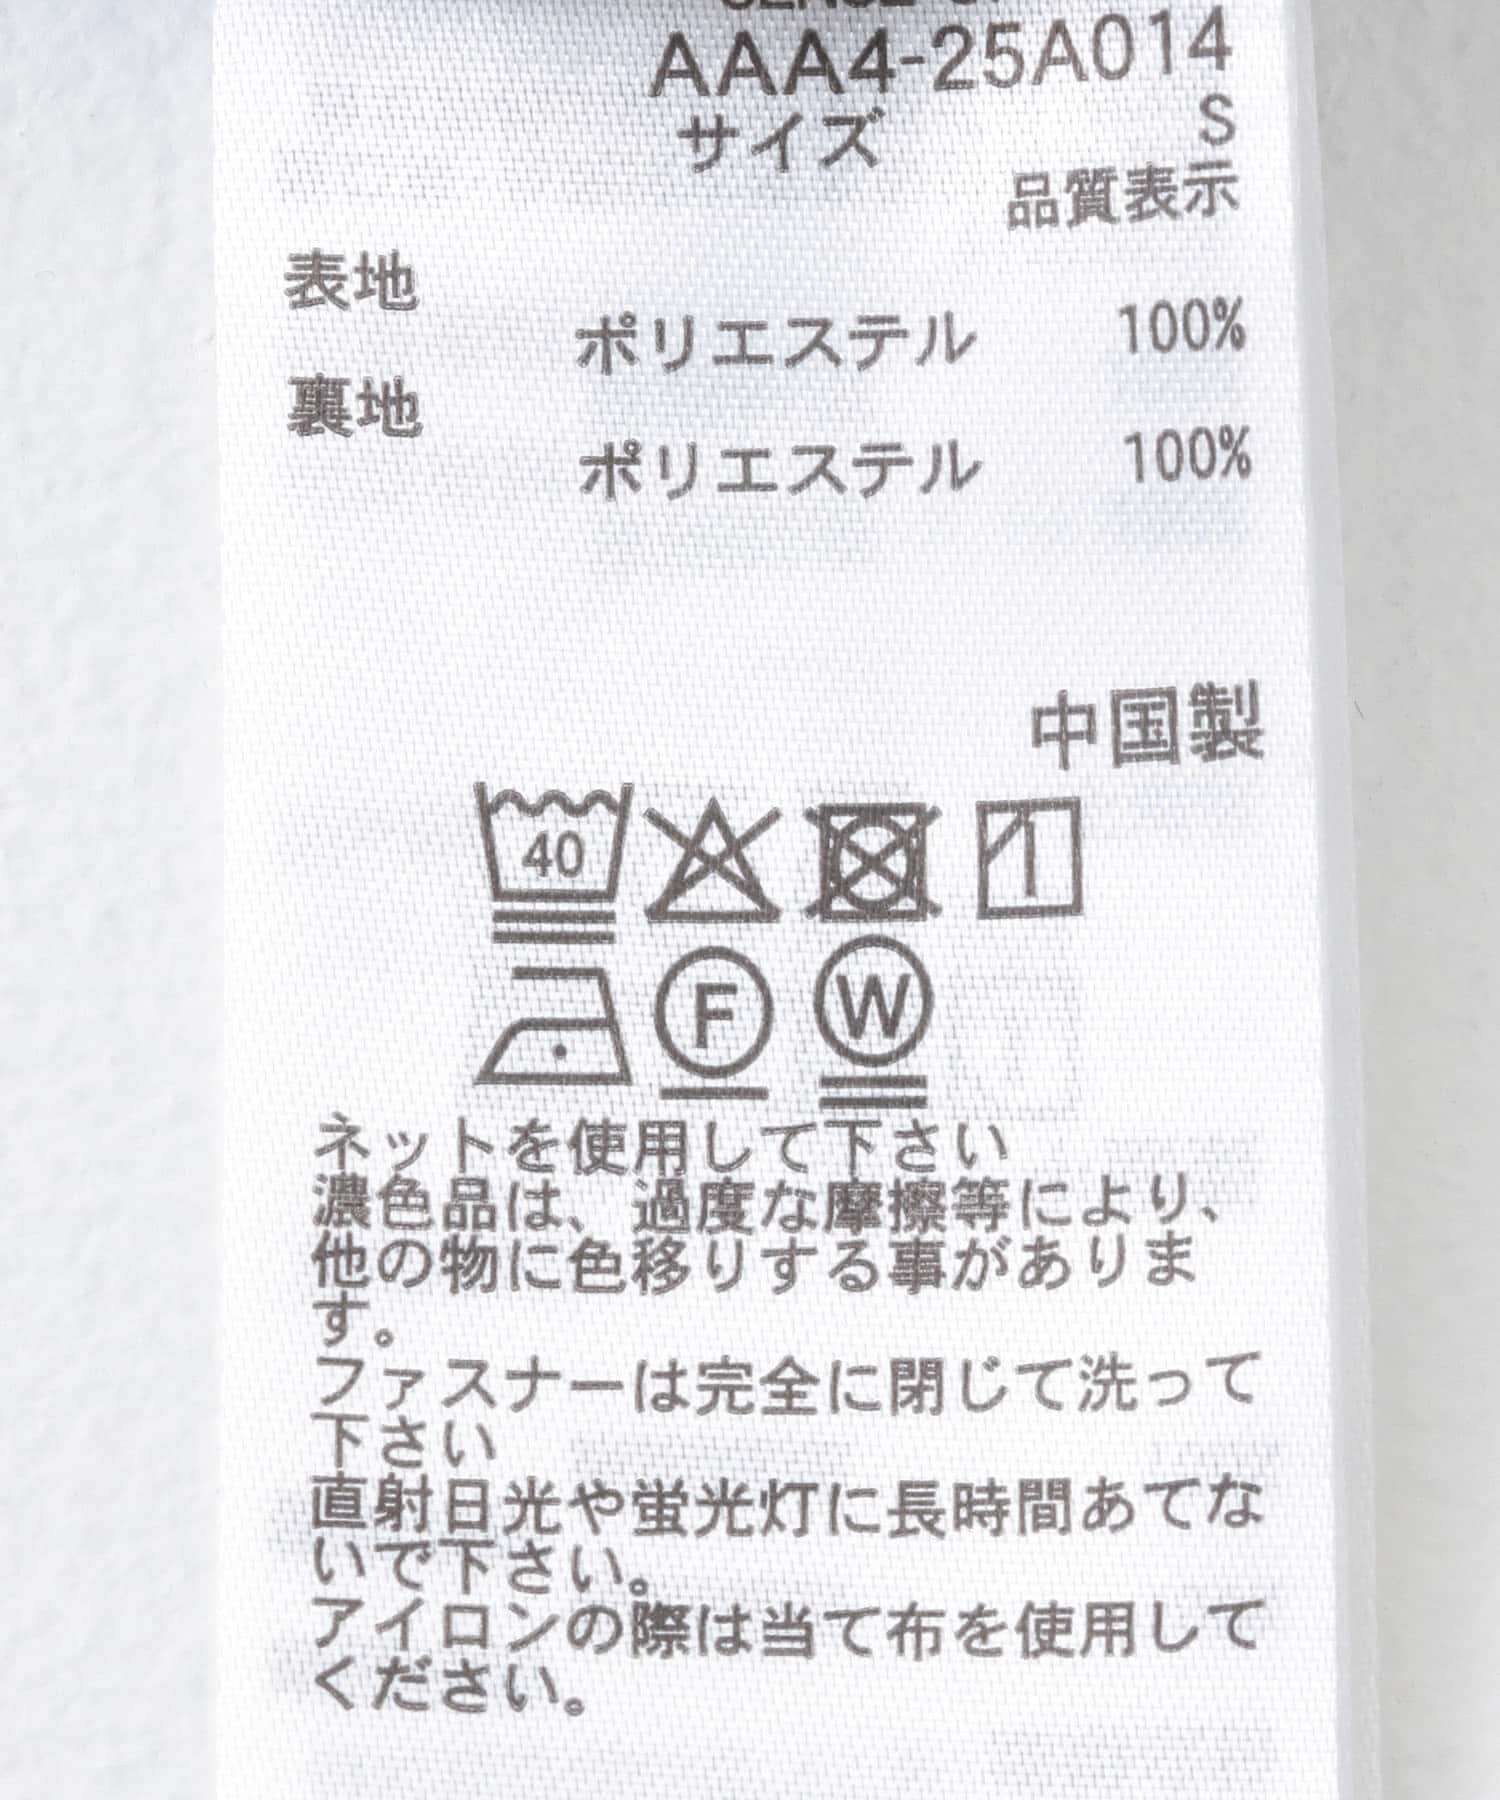 AAA4-25A014
サイズ S
品質表示
表地
ポリエステル 100%
裏地
ポリエステル 100%
中国製
40
F W
ネットを使用して下さい
濃色品は、過度な摩擦等により、
他の物に色移りする事がありま
す。
ファスナーは完全に閉じて洗って
下さい
直射日光や蛍光灯に長時間あてな
いで下さい。
アイロンの際は当て布を使用して
ください。